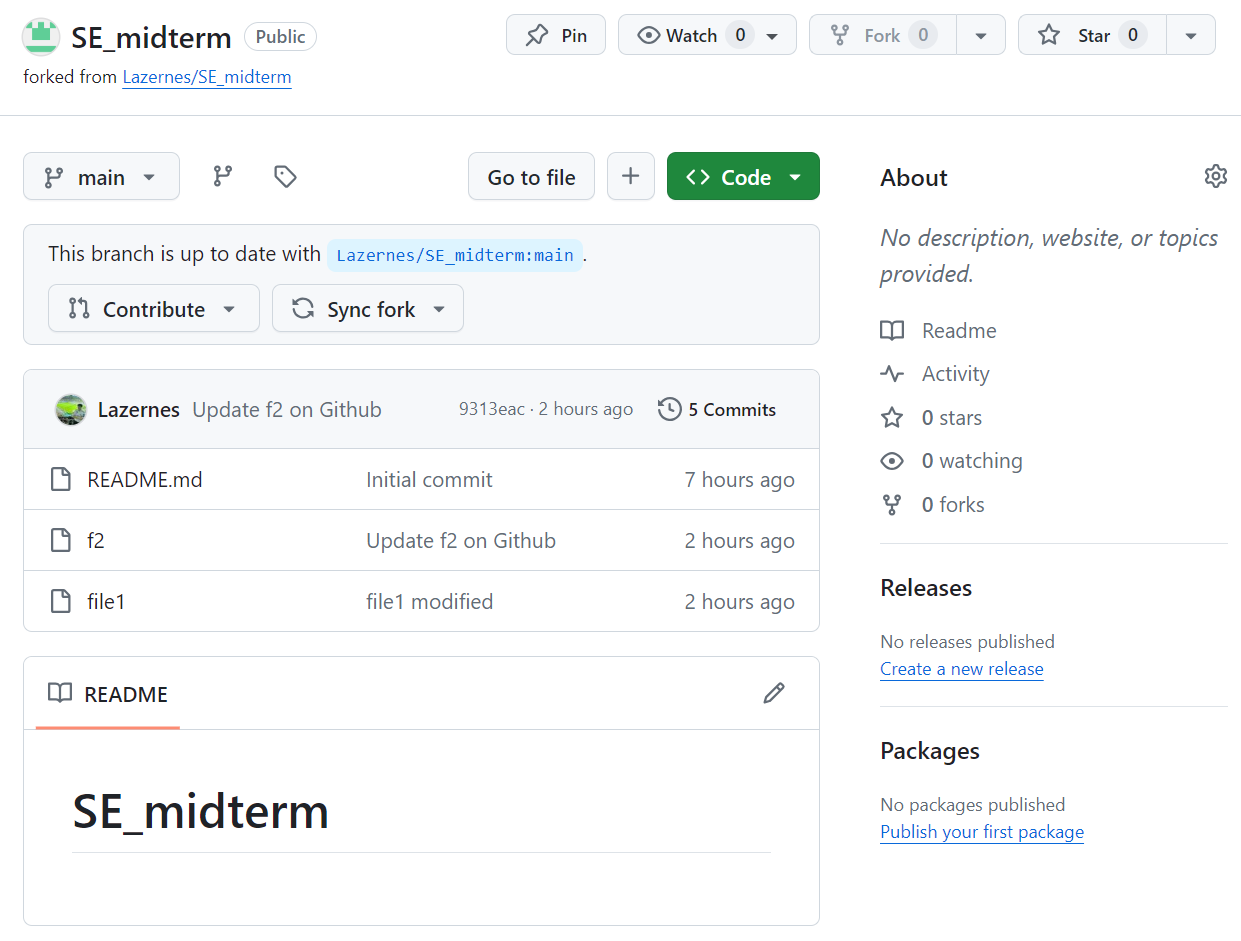 SE_midterm Public Pin Watch 0 Fork 0 Star 0
forked from Lazernes/SE_midterm
main Go to file Code
This branch is up to date with Lazernes/SE_midterm:main.
Contribute Sync fork
Lazernes Update f2 on Github 9313eac · 2 hours ago 5 Commits
README.md Initial commit 7 hours ago
f2 Update f2 on Github 2 hours ago
file1 file1 modified 2 hours ago
README
SE_midterm
About
No description, website, or topics
provided.
Readme
Activity
0 stars
0 watching
0 forks
Releases
No releases published
Create a new release
Packages
No packages published
Publish your first package